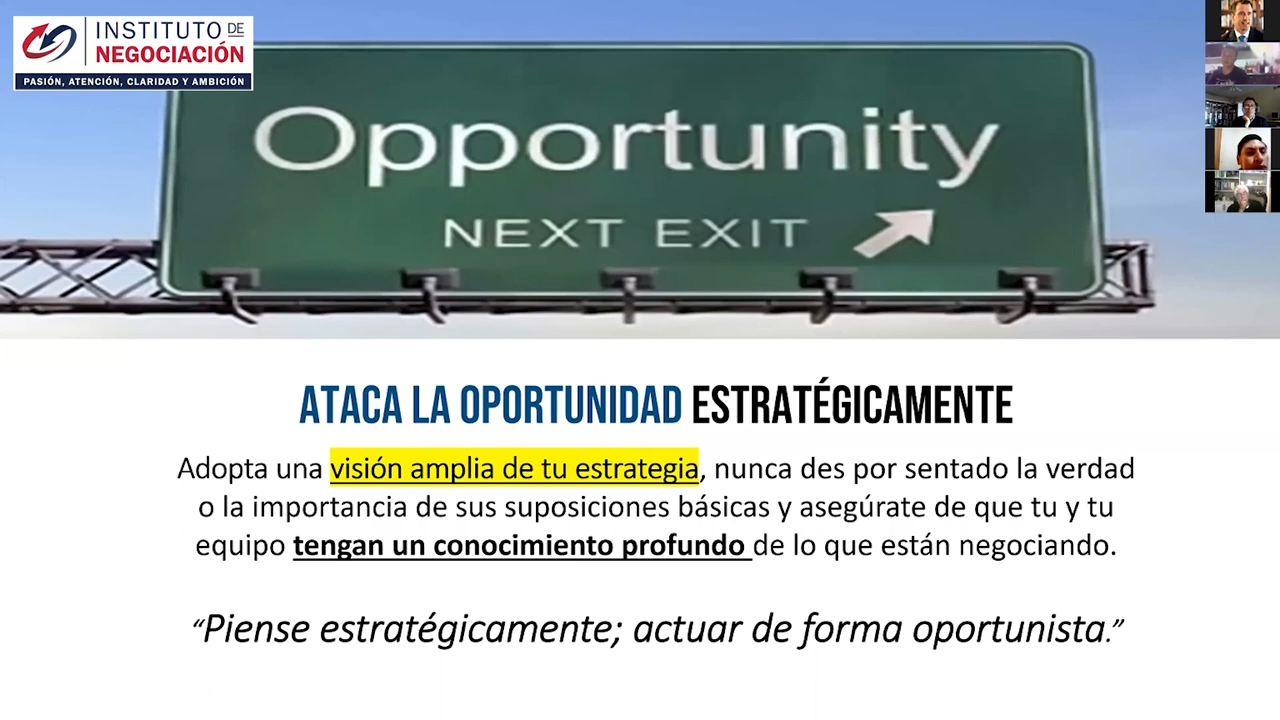 INSTITUTO DE
NEGOCIACIÓN
PASIÓN, ATENCIÓN, CLARIDAD Y AMBICIÓN
Opportunity
NEXT EXIT
ATACA LA OPORTUNIDAD ESTRATÉGICAMENTE
Adopta una visión amplia de tu estrategia, nunca des por sentado la verdad
o la importancia de sus suposiciones básicas y asegúrate de que tu y tu
equipo tengan un conocimiento profundo de lo que están negociando.
“Piense estratégicamente; actuar de forma oportunista.”